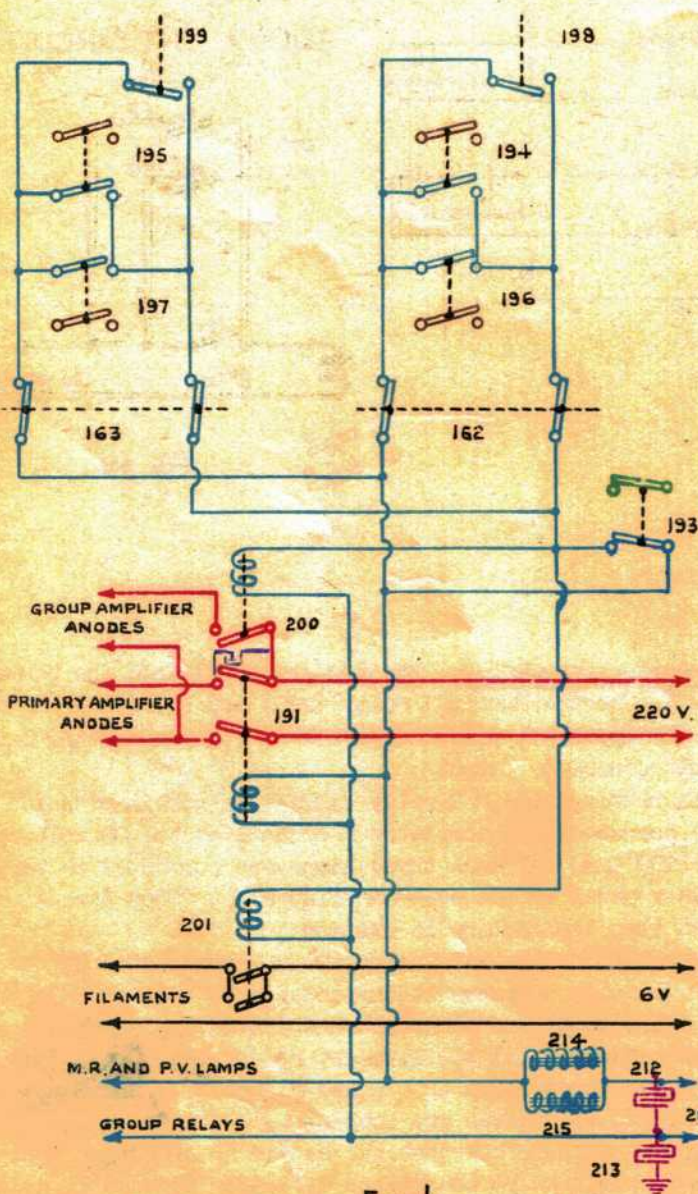 199
198
195
194
197
196
163
162
193
GROUP AMPLIFIER
ANODES
200
PRIMARY AMPLIFIER
ANODES
191
220 V.
201
FILAMENTS
6 V
214
M.R. AND P.V. LAMPS
212
GROUP RELAYS
215
213